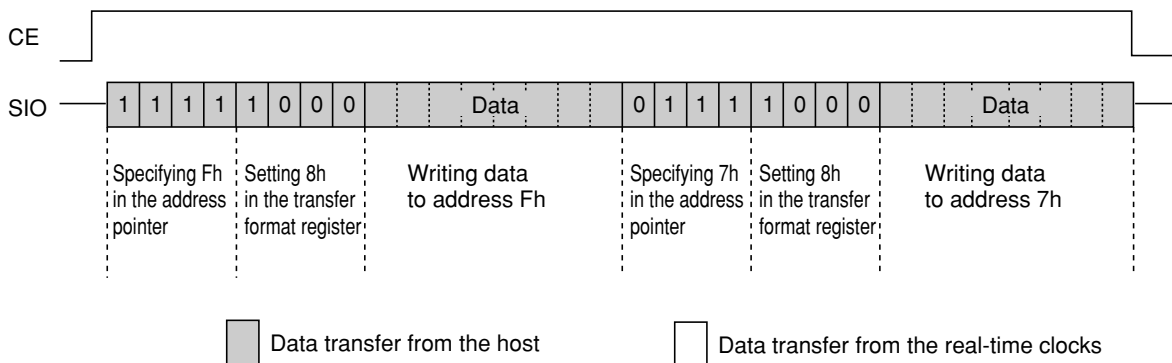 CE
SIO
1 1 1 1 1 0 0 0 Data 0 1 1 1 1 0 0 0 Data
Specifying Fh
in the address
pointer
Setting 8h
in the transfer
format register
Writing data
to address Fh
Specifying 7h
in the address
pointer
Setting 8h
in the transfer
format register
Writing data
to address 7h
Data transfer from the host
Data transfer from the real-time clocks